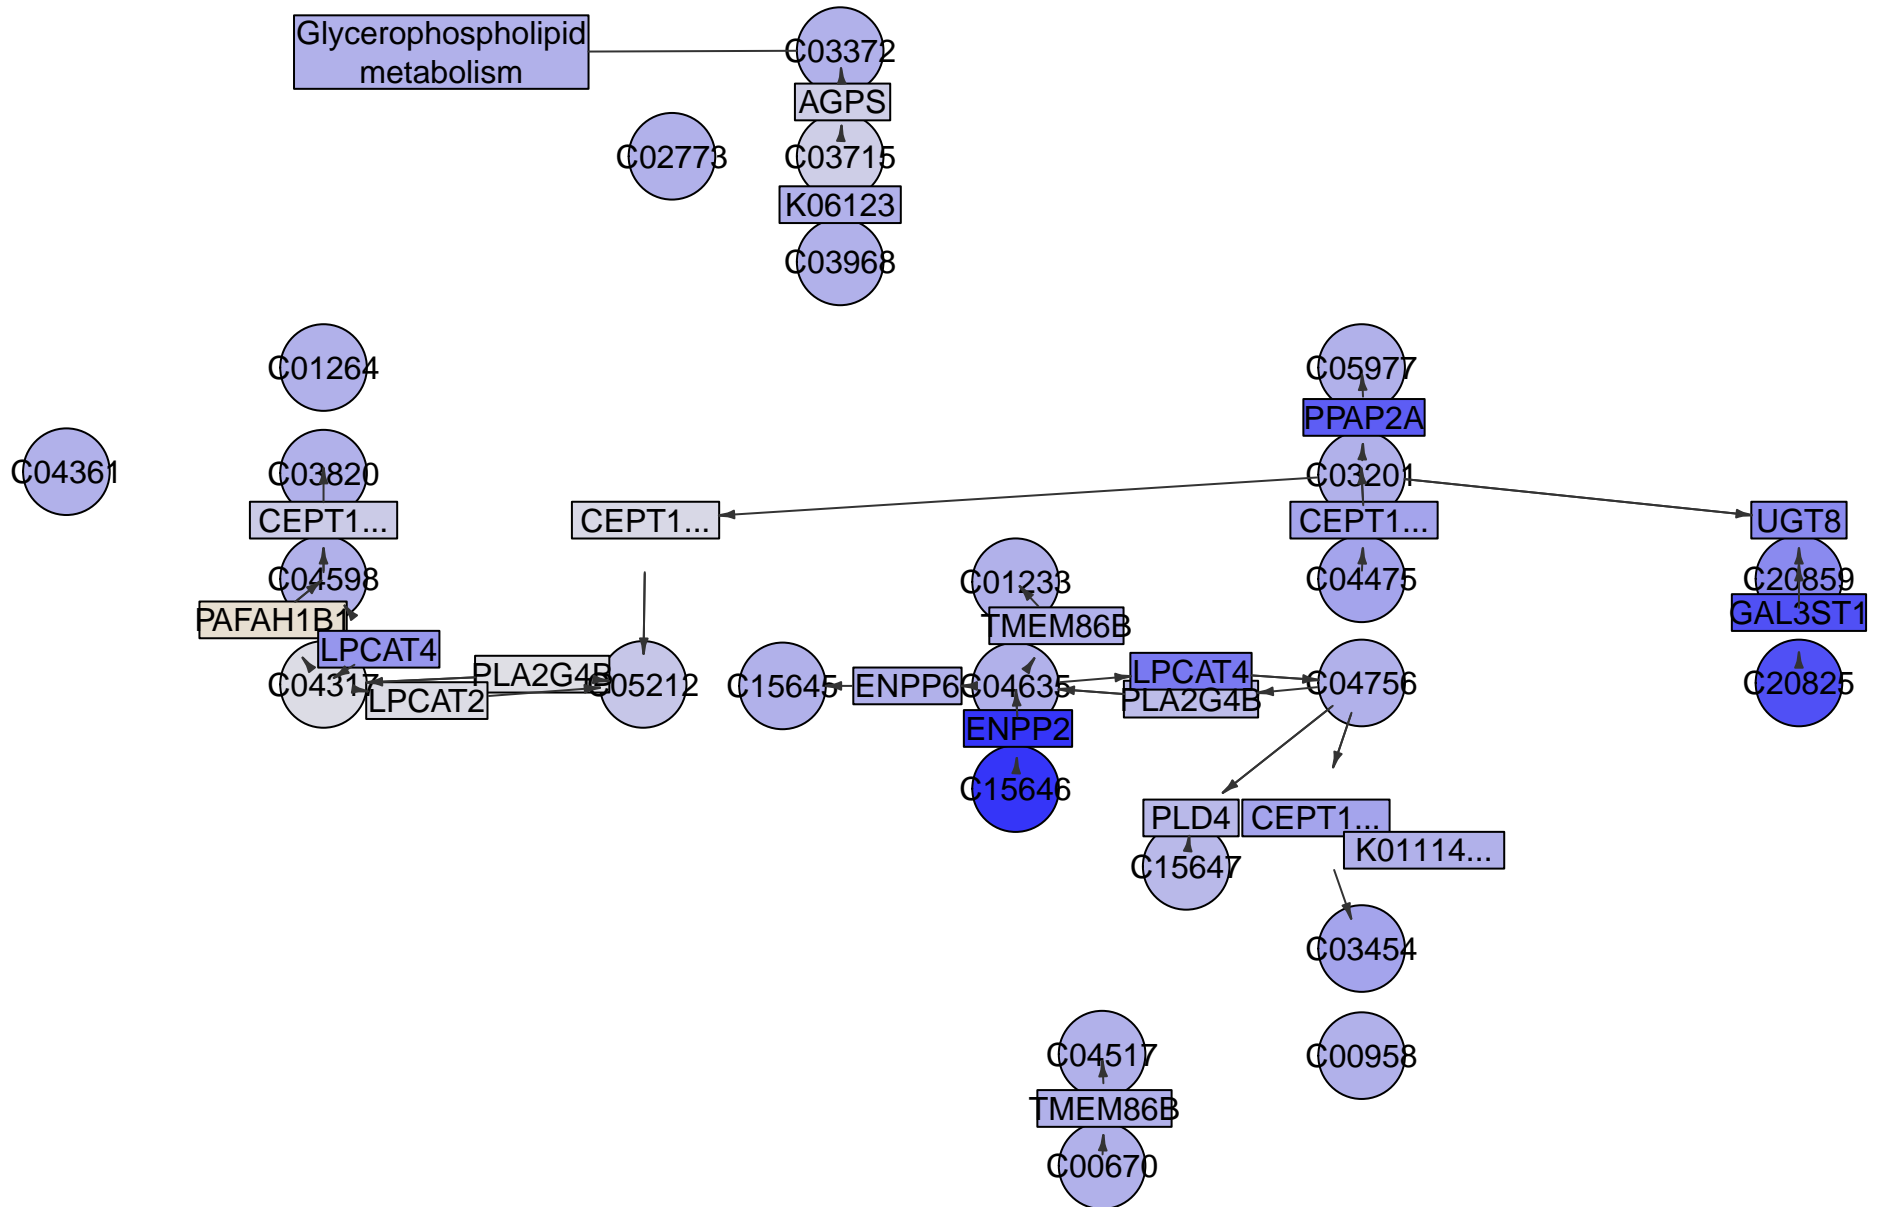 Glycerophospholipid
metabolism
C03372
AGPS
C02773
C03715
K06123
C03968
C01264
C05977
PPAP2A
C04361
C03820
C03201
CEPT1...
CEPT1...
CEPT1...
UGT8
C04598
C01233
C04475
C20859
PAFAH1B1
TMEM86B
GAL3ST1
LPCAT4
C04317
PLA2G4B
LPCAT2
C05212
C15645
ENPP6
C04635
LPCAT4
PLA2G4B
C04756
C20825
ENPP2
C15646
PLD4
CEPT1...
K01114...
C15647
C03454
C04517
C00958
TMEM86B
C00670